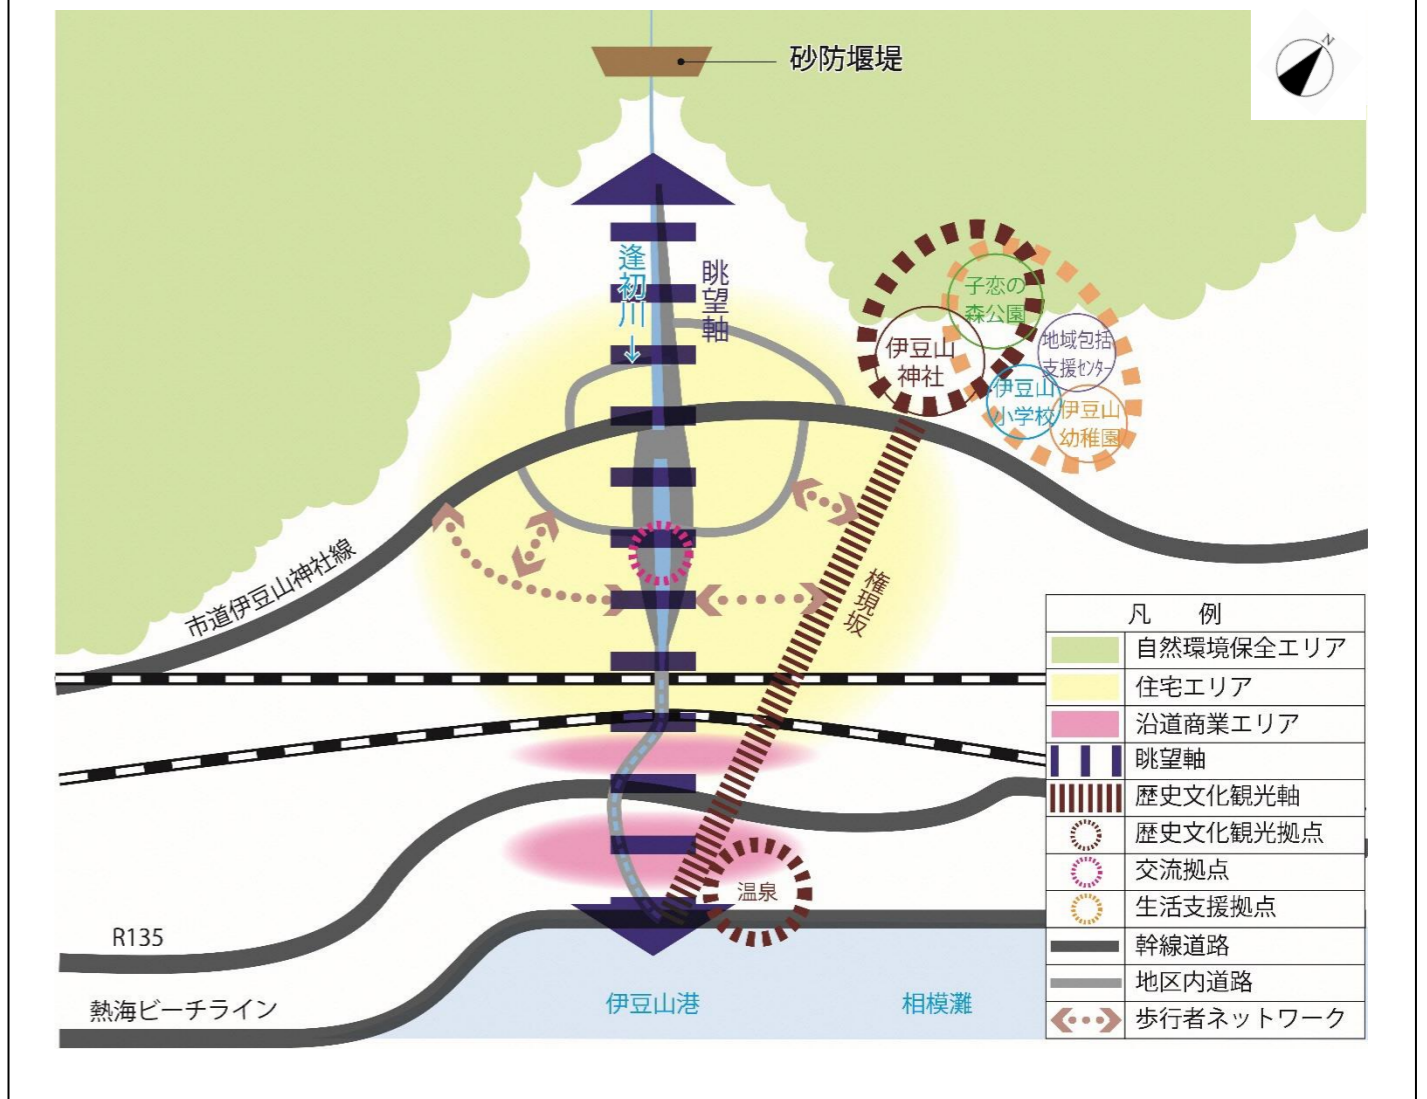 砂防堰堤
N
逢初川
↓
眺望軸
子恋の
森公園
伊豆山
神社
地域包括
支援センター
伊豆山
小学校
伊豆山
幼稚園
市道伊豆山神社線
権現坂
温泉
R135
熱海ビーチライン
伊豆山港
相模灘
凡 例
自然環境保全エリア
住宅エリア
沿道商業エリア
眺望軸
歴史文化観光軸
歴史文化観光拠点
交流拠点
生活支援拠点
幹線道路
地区内道路
歩行者ネットワーク